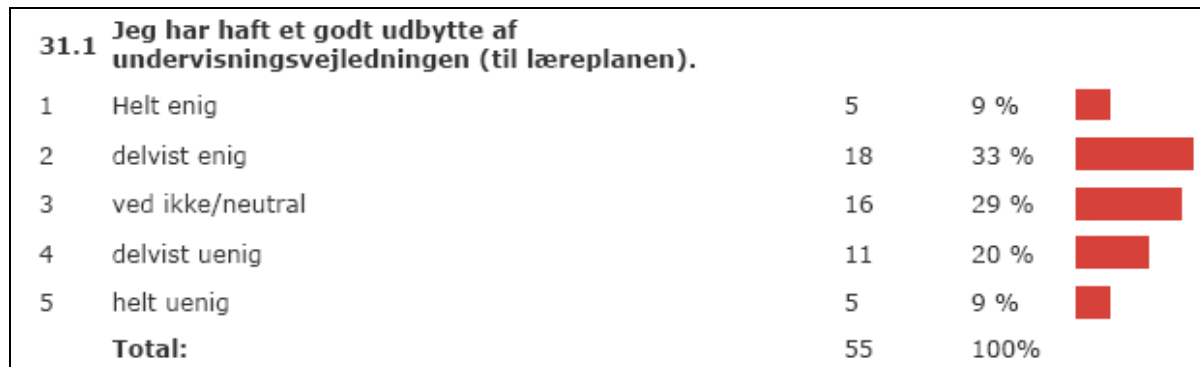 31.1 Jeg har haft et godt udbytte af
undervisningsvejledningen (til læreplanen).
1 Helt enig 5 9 %
2 delvist enig 18 33 %
3 ved ikke/neutral 16 29 %
4 delvist uenig 11 20 %
5 helt uenig 5 9 %
Total: 55 100%